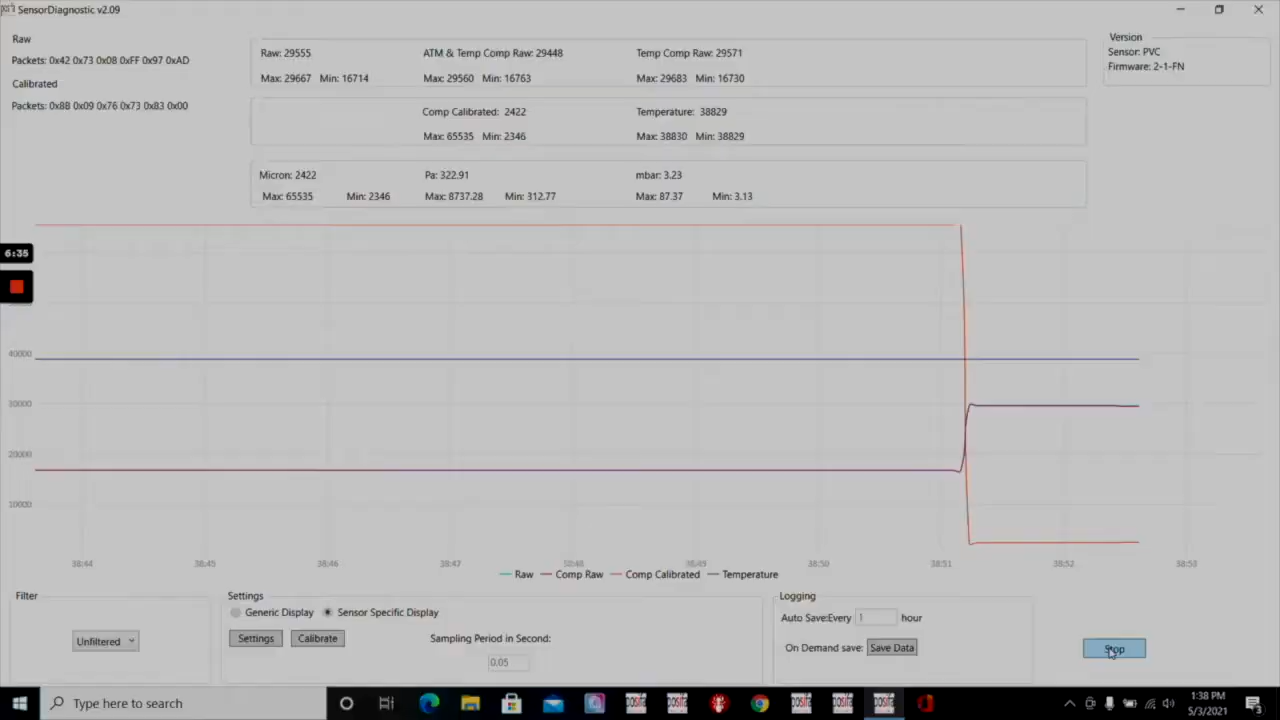 SensorDiagnostic v2.09
Raw
Packets: 0x42 0x73 0x08 0xFF 0x97 0xAD
Calibrated
Packets: 0x8B 0x09 0x76 0x73 0x83 0x00
Raw: 29555 ATM & Temp Comp Raw: 29448 Temp Comp Raw: 29571
Max: 29667 Min: 16714 Max: 29560 Min: 16763 Max: 29683 Min: 16730
Comp Calibrated: 2422 Temperature: 38829
Max: 65535 Min: 2346 Max: 38830 Min: 38829
Micron: 2422 Pa: 322.91 mbar: 3.23
Max: 65535 Min: 2346 Max: 8737.28 Min: 312.77 Max: 87.37 Min: 3.13
Version
Sensor: PVC
Firmware: 2-1-FN
6:35
40000
30000
20000
10000
38:44 38:45 38:46 38:47 38:48 38:49 38:50 38:51 38:52 38:53
Raw Comp Raw Comp Calibrated Temperature
Filter
Unfiltered
Settings
Generic Display Sensor Specific Display
Settings Calibrate Sampling Period in Second:
0.05
Logging
Auto Save:Every 1 hour
On Demand save: Save Data
Stop
Type here to search
1:38 PM
5/3/2021
3